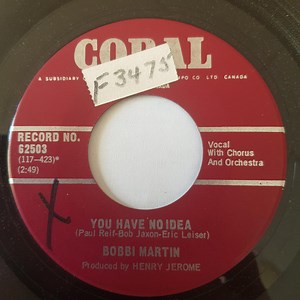 CORAL
A SUBSIDIARY
CO LTD. CANADA
F3475
RECORD NO.
62503
(117-423)*
(2:49)
Vocal
With Chorus
And Orchestra
YOU HAVE NO IDEA
(Paul Reif-Bob Jaxon-Eric Leiser)
BOBBI MARTIN
Produced by HENRY JEROME
X